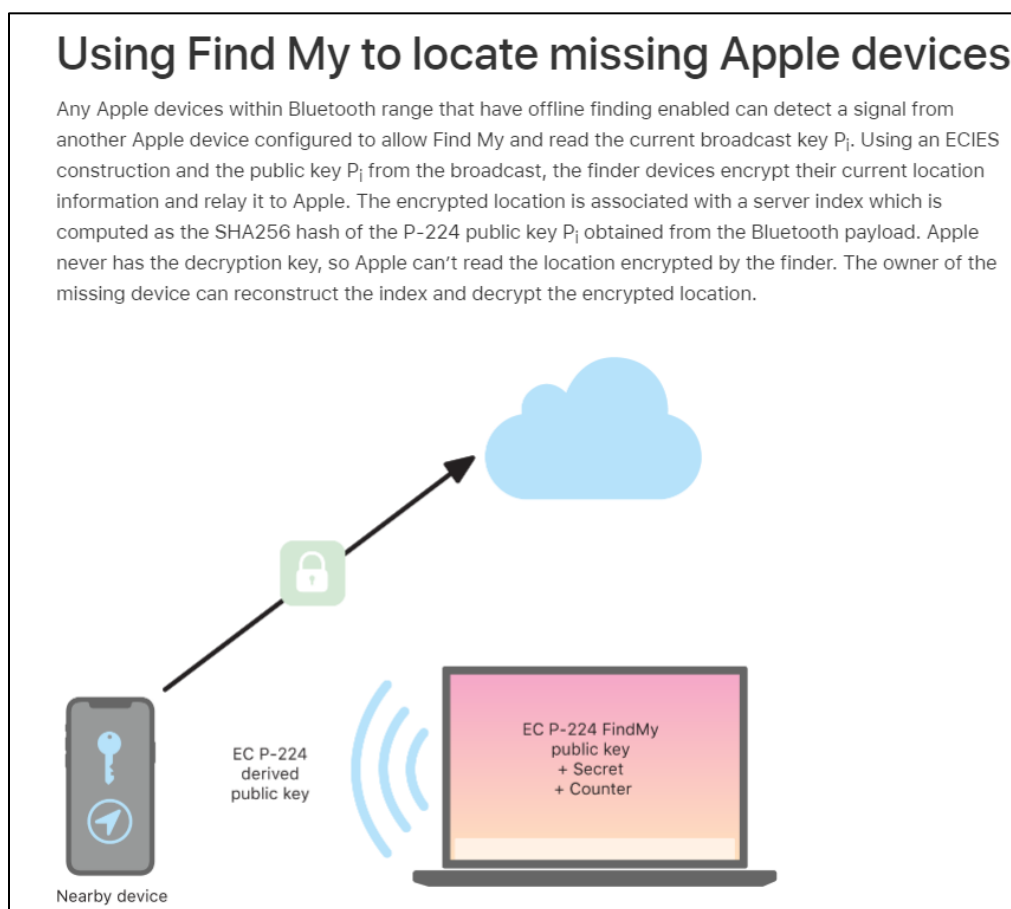 Using Find My to locate missing Apple devices
Any Apple devices within Bluetooth range that have offline finding enabled can detect a signal from
another Apple device configured to allow Find My and read the current broadcast key Pi. Using an ECIES
construction and the public key Pi from the broadcast, the finder devices encrypt their current location
information and relay it to Apple. The encrypted location is associated with a server index which is
computed as the SHA256 hash of the P-224 public key Pi obtained from the Bluetooth payload. Apple
never has the decryption key, so Apple can’t read the location encrypted by the finder. The owner of the
missing device can reconstruct the index and decrypt the encrypted location.
EC P-224
derived
public key
EC P-224 FindMy
public key
+ Secret
+ Counter
Nearby device